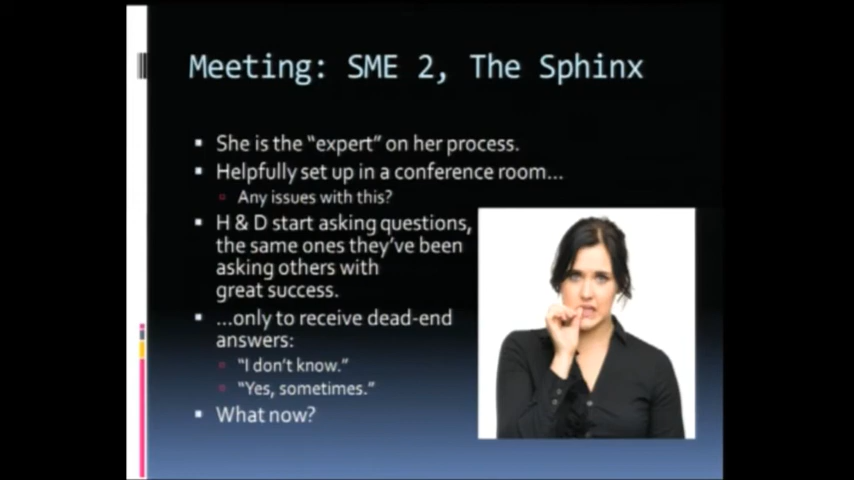 Meeting: SME 2, The Sphinx
She is the “expert” on her process.
Helpfully set up in a conference room…
Any issues with this?
H & D start asking questions,
the same ones they’ve been
asking others with
great success.
…only to receive dead-end
answers:
“I don’t know.”
“Yes, sometimes.”
What now?